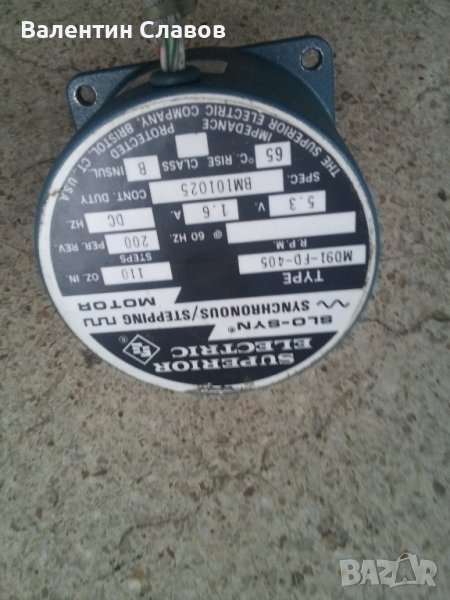 Валентин Славов
SUPERIOR
ELECTRIC ®
SLO-SYN®
SYNCHRONOUS/STEPPING
MOTOR
TYPE
M091-FD-405
110 OZ. IN.
R.P.M.
@ 60 HZ.
200 STEPS PER. REV.
5.3 V.
1.6 A.
DC HZ
SPEC. BM101025 CONT. DUTY
65 °C. RISE CLASS B INSUL
IMPEDANCE PROTECTED
THE SUPERIOR ELECTRIC COMPANY, BRISTOL, CT. USA
BAZAR